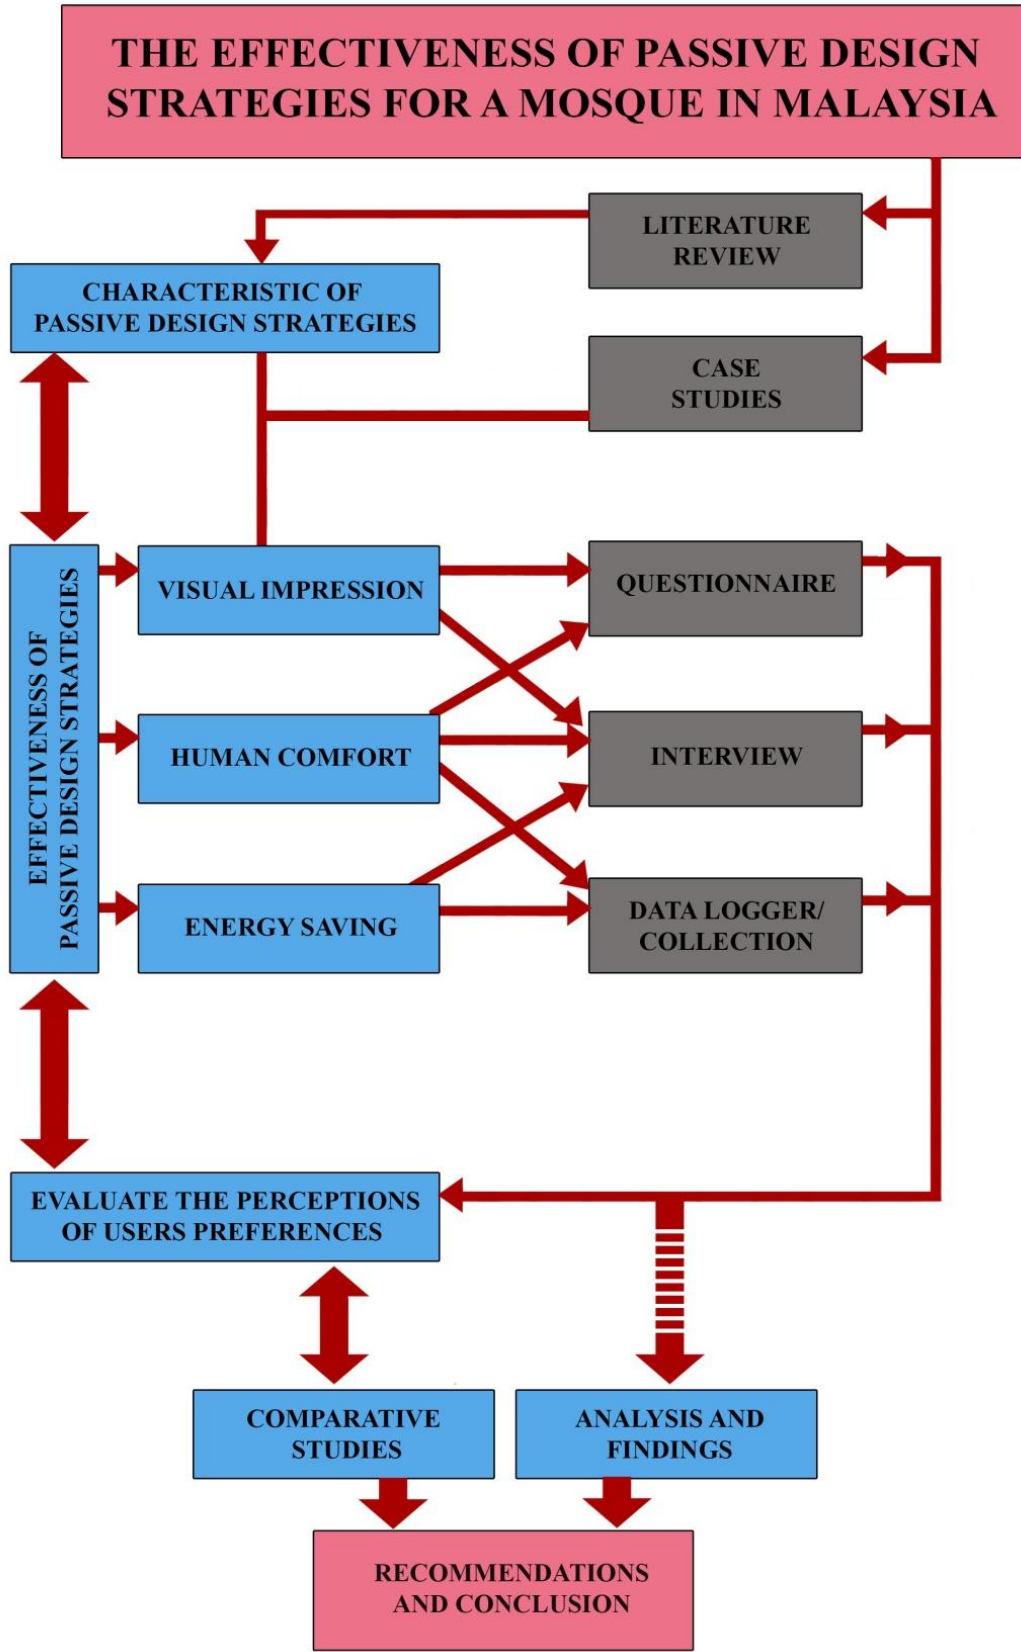 THE EFFECTIVENESS OF PASSIVE DESIGN
STRATEGIES FOR A MOSQUE IN MALAYSIA
LITERATURE
REVIEW
CHARACTERISTIC OF
PASSIVE DESIGN STRATEGIES
CASE
STUDIES
EFFECTIVENESS OF
PASSIVE DESIGN STRATEGIES
VISUAL IMPRESSION
QUESTIONNAIRE
HUMAN COMFORT
INTERVIEW
ENERGY SAVING
DATA LOGGER/
COLLECTION
EVALUATE THE PERCEPTIONS
OF USERS PREFERENCES
COMPARATIVE
STUDIES
ANALYSIS AND
FINDINGS
RECOMMENDATIONS
AND CONCLUSION